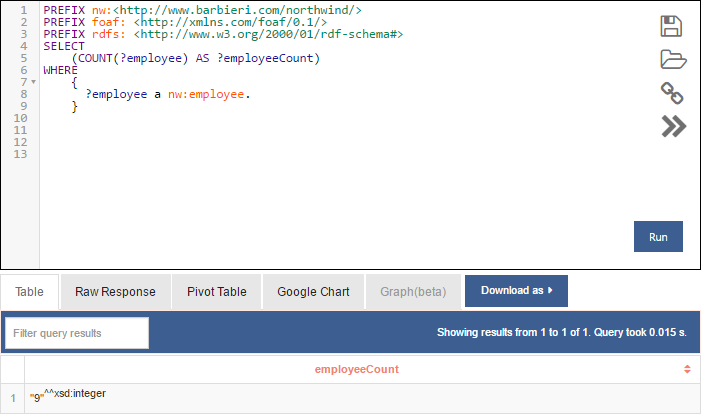 1 PREFIX nw:<http://www.barbieri.com/northwind/>
2 PREFIX foaf: <http://xmlns.com/foaf/0.1/>
3 PREFIX rdfs: <http://www.w3.org/2000/01/rdf-schema#>
4 SELECT
5 (COUNT(?employee) AS ?employeeCount)
6 WHERE
7 {
8 ?employee a nw:employee.
9 }
10
11
12
13
Run
Table Raw Response Pivot Table Google Chart Graph(beta) Download as
Filter query results Showing results from 1 to 1 of 1. Query took 0.015 s.
employeeCount
1 "9"^^xsd:integer